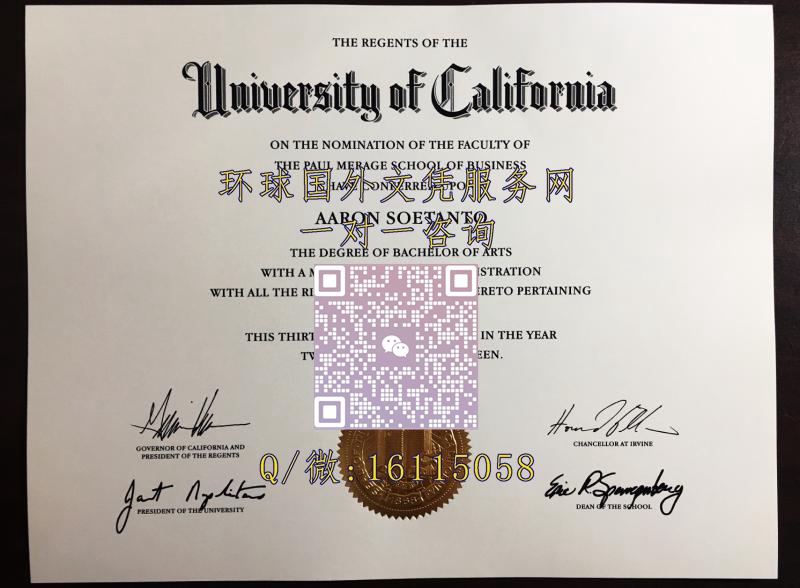 THE REGENTS OF THE
University of California
ON THE NOMINATION OF THE FACULTY OF
THE PAUL MERAGE SCHOOL OF BUSINESS
环球国外文凭服务网
AARON SOETANTO
一对一咨询
THE DEGREE OF BACHELOR OF ARTS
WITH A
WITH ALL THE PERTAINING
THIS IN THE YEAR
GOVERNOR OF CALIFORNIA AND
PRESIDENT OF THE REGENTS
CHANCELLOR AT IRVINE
Q/微:16115058
PRESIDENT OF THE UNIVERSITY
DEAN OF THE SCHOOL